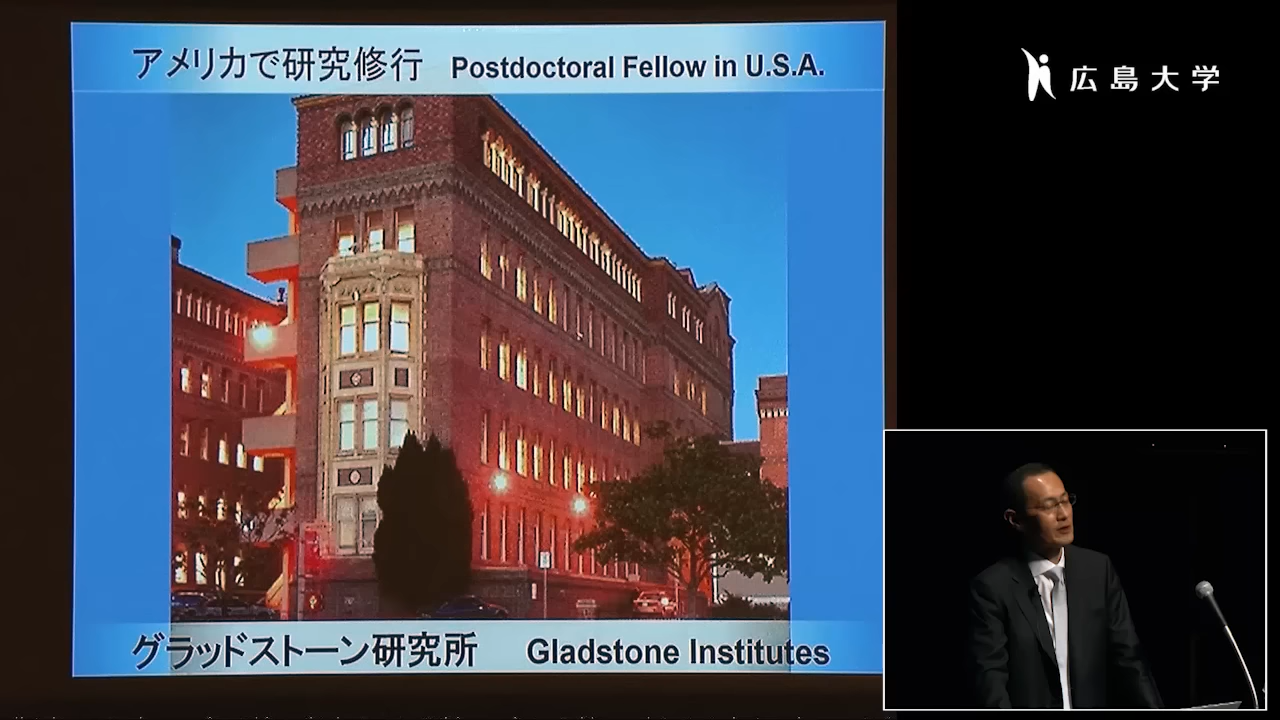 アメリカで研究修行 Postdoctoral Fellow in U.S.A.
広島大学
グラッドストーン研究所 Gladstone Institutes